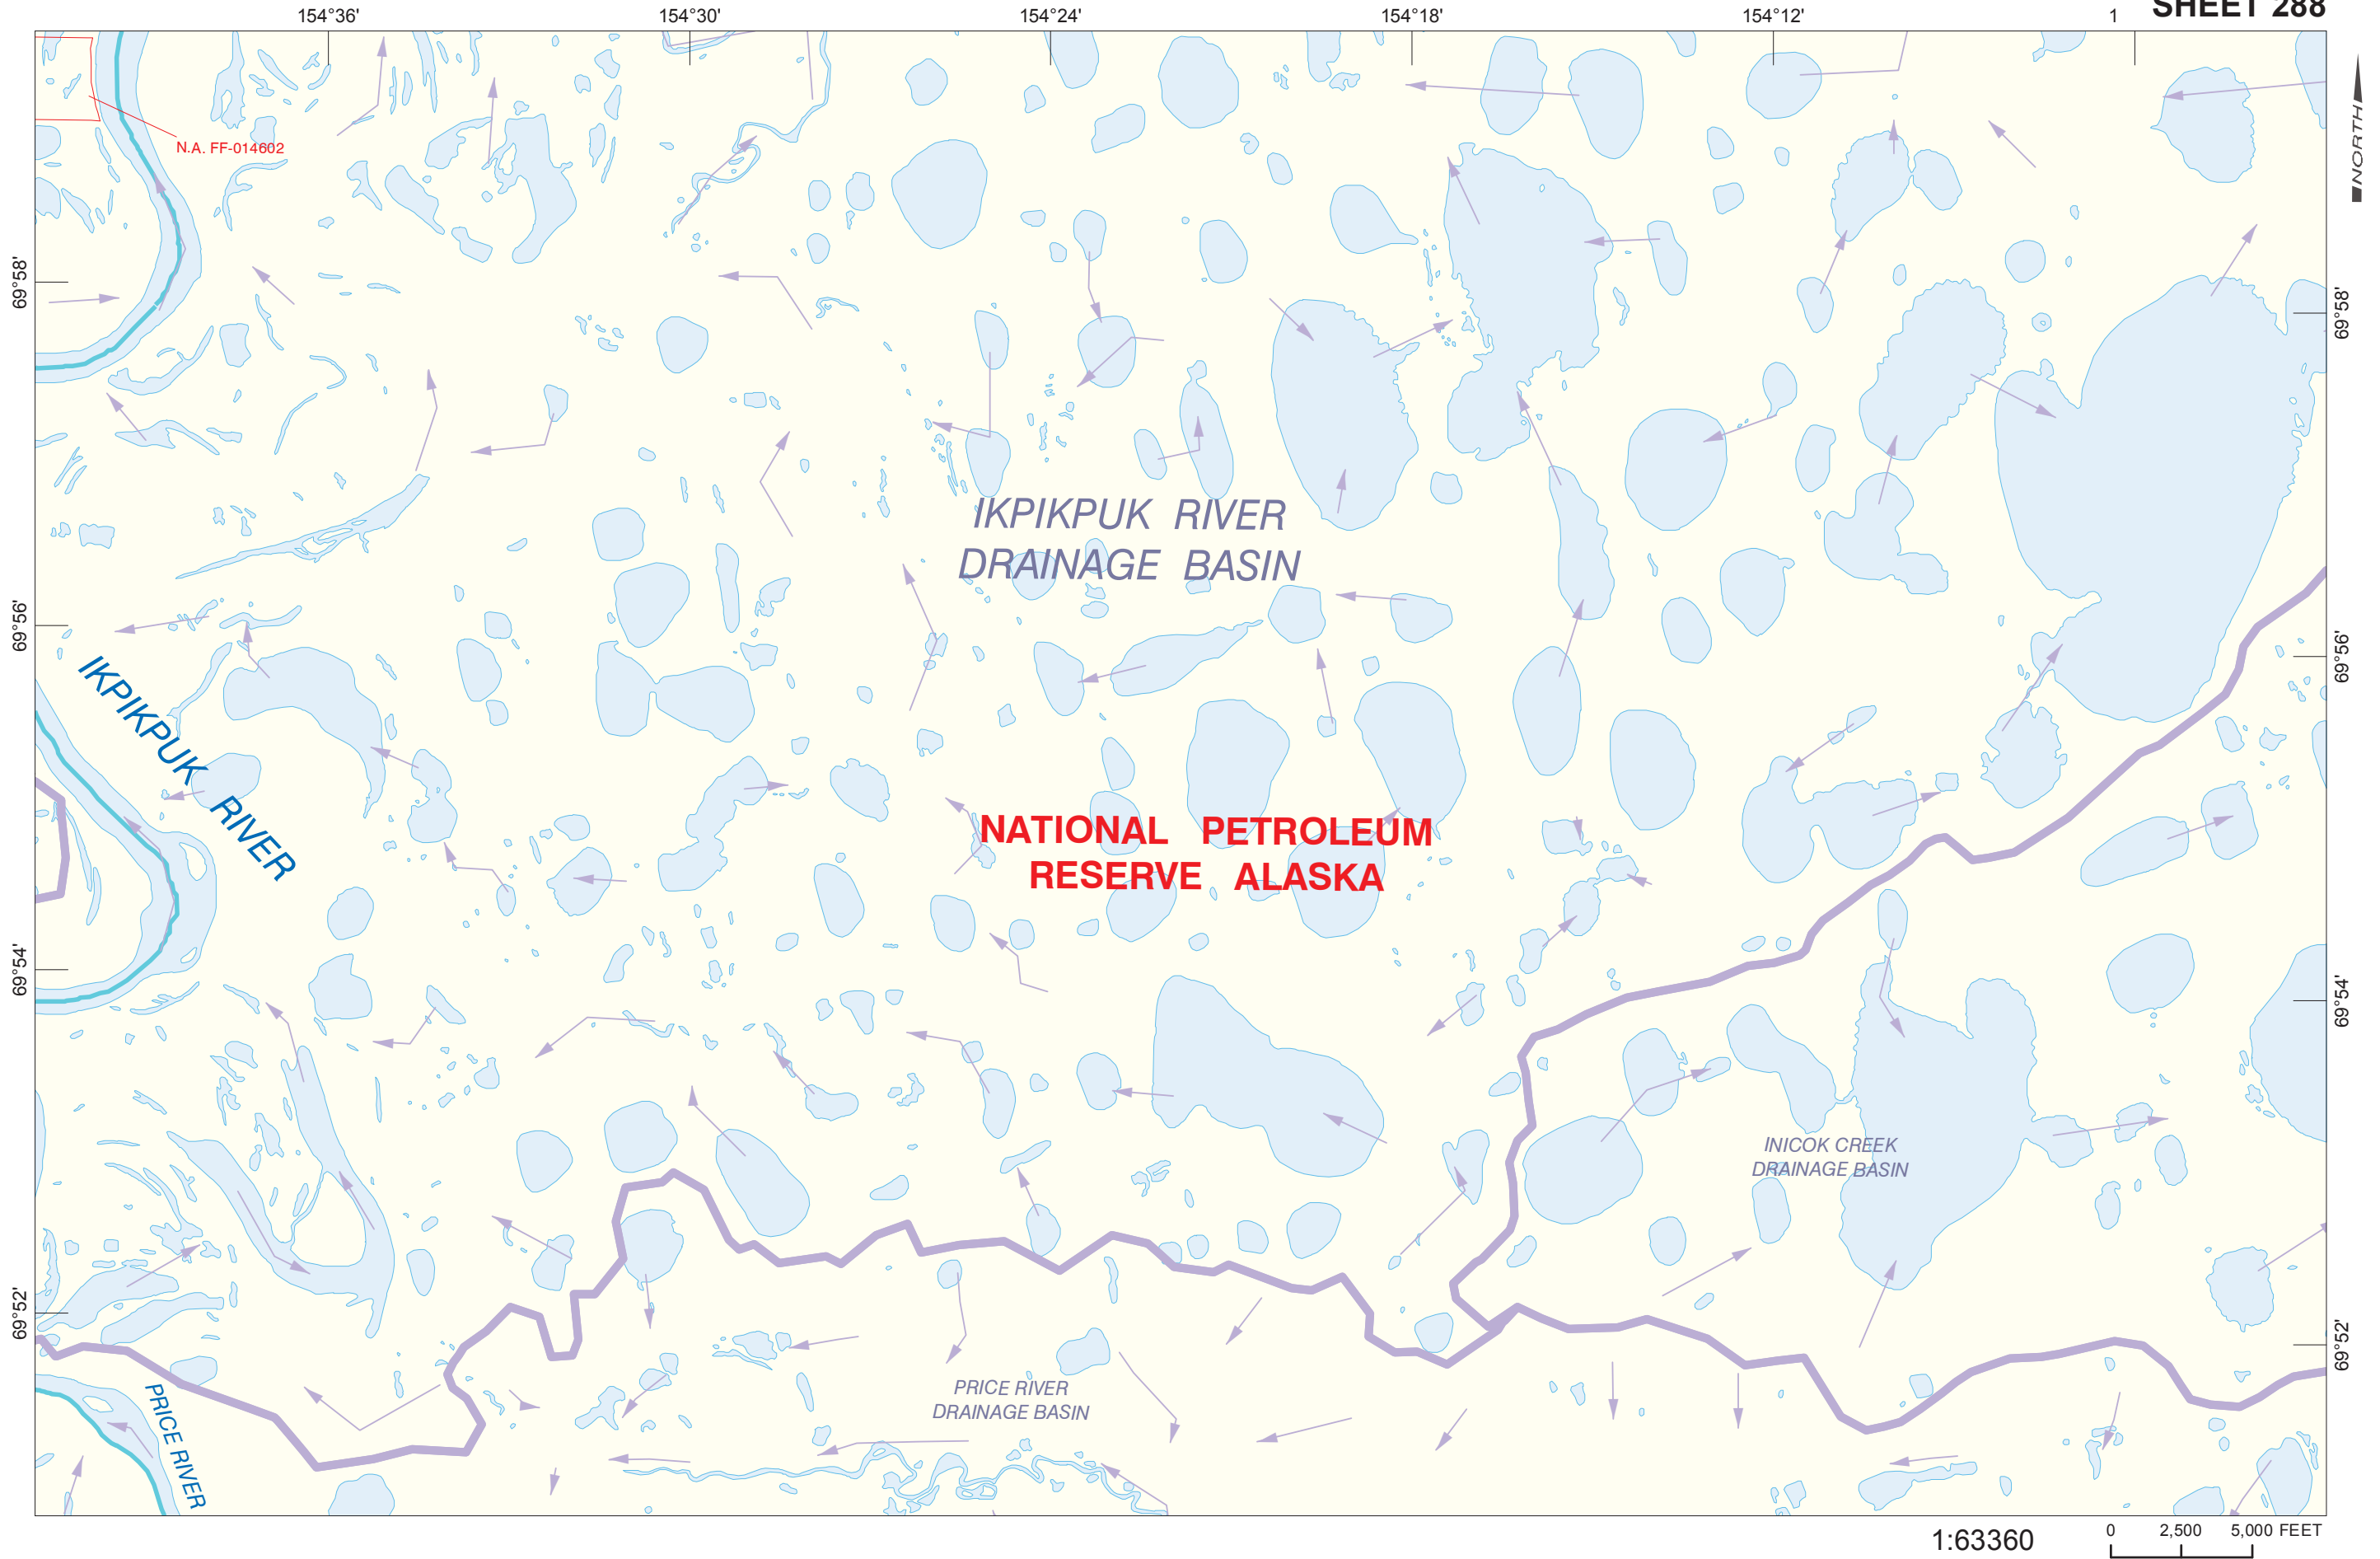 SHEET 288
154°36'
154°30'
154°24'
154°18'
154°12'
1
NORTH
N.A. FF-014602
69°58'
69°58'
IKPIKPUK RIVER
DRAINAGE BASIN
69°56'
69°56'
IKPIKPUK RIVER
NATIONAL PETROLEUM
RESERVE ALASKA
69°54'
69°54'
INICOK CREEK
DRAINAGE BASIN
69°52'
69°52'
PRICE RIVER
PRICE RIVER
DRAINAGE BASIN
1:63360
0 2,500 5,000 FEET